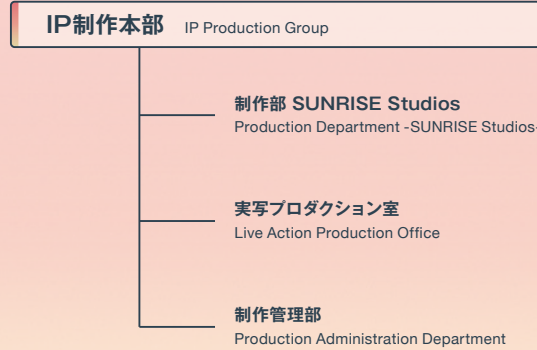 IP制作本部 IP Production Group
制作部 SUNRISE Studios
Production Department -SUNRISE Studios-
実写プロダクション室
Live Action Production Office
制作管理部
Production Administration Department